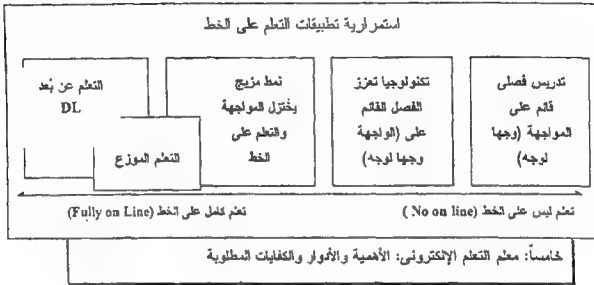 استمرارية تطبيقات التعلم على الخط
تدريس فصلى
قائم على
المواجهة (وجها
لوجه)
تكنولوجيا تعزز
الفصل القائم
على (الواجهة
وجها لوجه)
نمط مزيج
يختزل المواجهة
والتعلم على
الخط
التعلم عن بُعد
DL
التعلم الموزع
تعلم ليس على الخط (No on line )
تعلم كامل على الخط (Fully on Line)
خامساً: معلم التعلم الإلكترونى: الأهمية والأدوار والكفايات المطلوبة